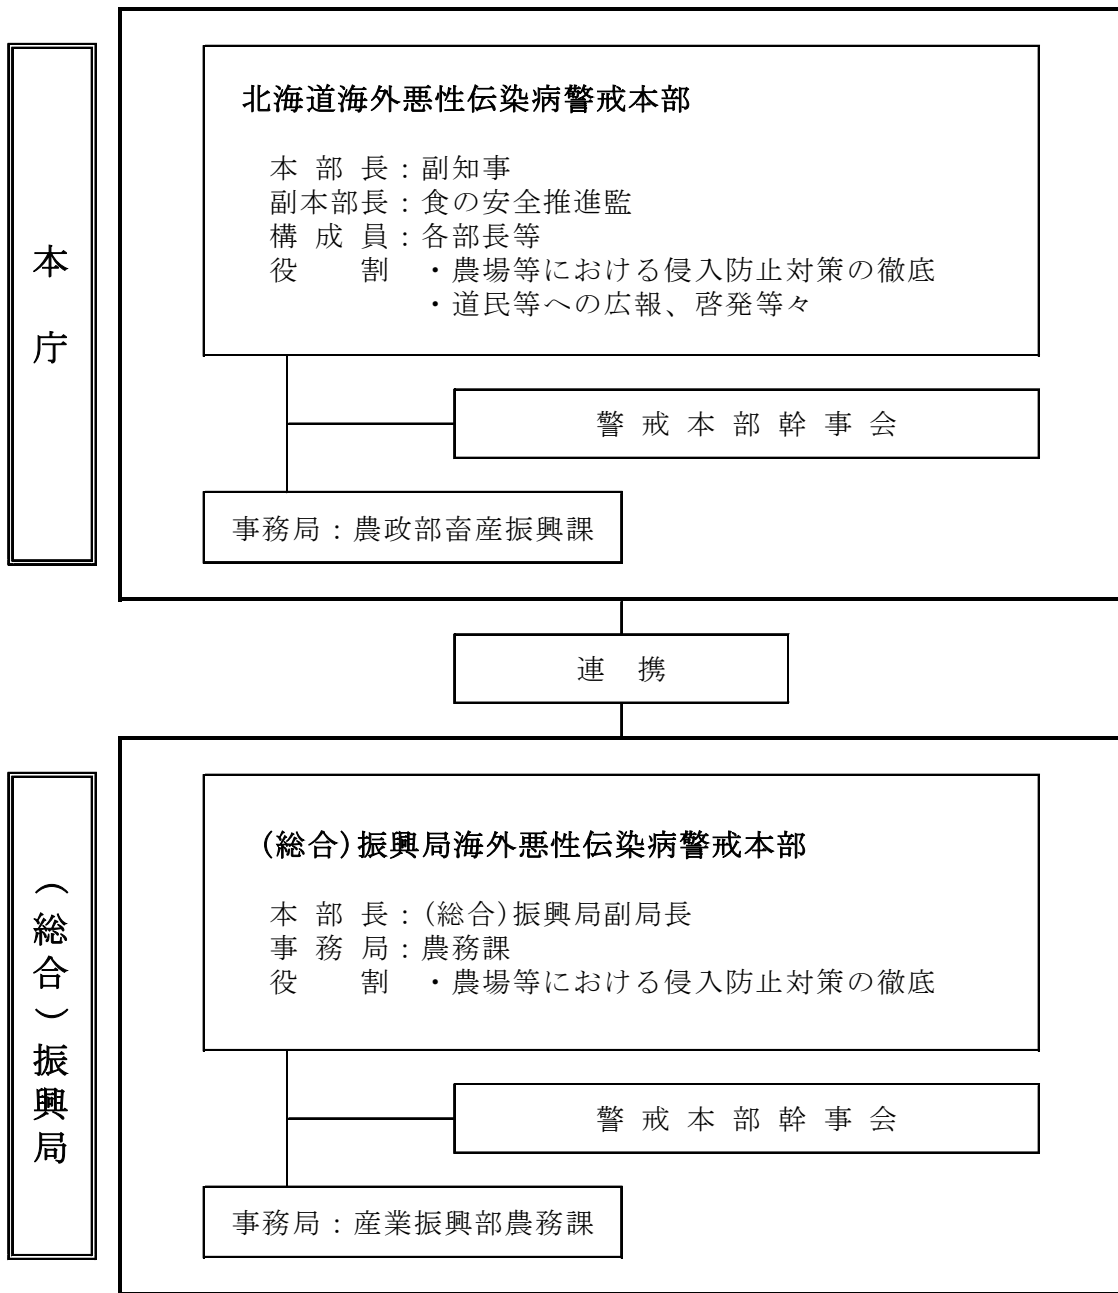 本庁
北海道海外悪性伝染病警戒本部
本部長：副知事
副本部長：食の安全推進監
構成員：各部長等
役割・農場等における侵入防止対策の徹底
・道民等への広報、啓発等々
警戒本部幹事会
事務局：農政部畜産振興課
連携
（総合）振興局
(総合)振興局海外悪性伝染病警戒本部
本部長：(総合)振興局副局長
事務局：農務課
役割・農場等における侵入防止対策の徹底
警戒本部幹事会
事務局：産業振興部農務課